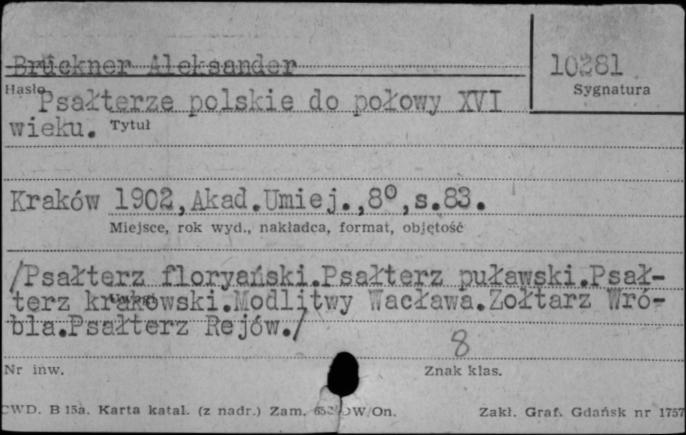 Brückner Aleksander
10281
Hasło
Sygnatura
Psałterze polskie do połowy XVI
wieku. Tytuł
Kraków 1902,Akad.Umiej.,8°,s.83.
Miejsce, rok wyd., nakładca, format, objętość
/Psałterz floryański.Psałterz puławski.Psał-
terz krakowski.Modlitwy Wacława.Żołtarz Wró-
bla.Psałterz Rejów./
8
Nr inw.
Znak klas.
CWD. B 15a. Karta katal. (z nadr.) Zam. W/On.
Zakł. Graf. Gdańsk nr 1757